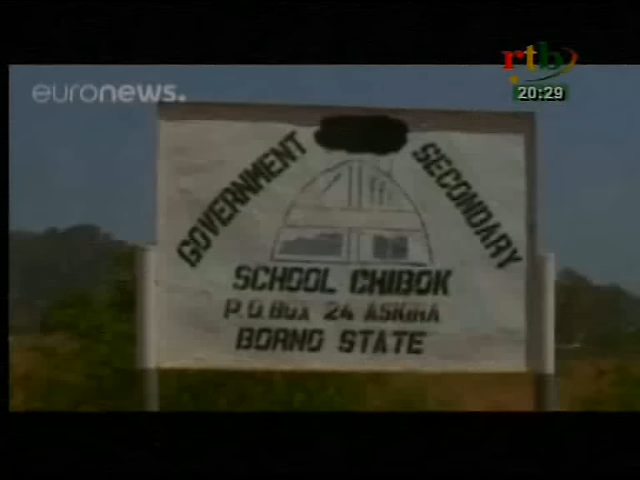 rtb
euronews.
20:29
GOVERNMENT SECONDARY
SCHOOL CHIBOK
P.O.BOX 24 ASKIRA
BORNO STATE